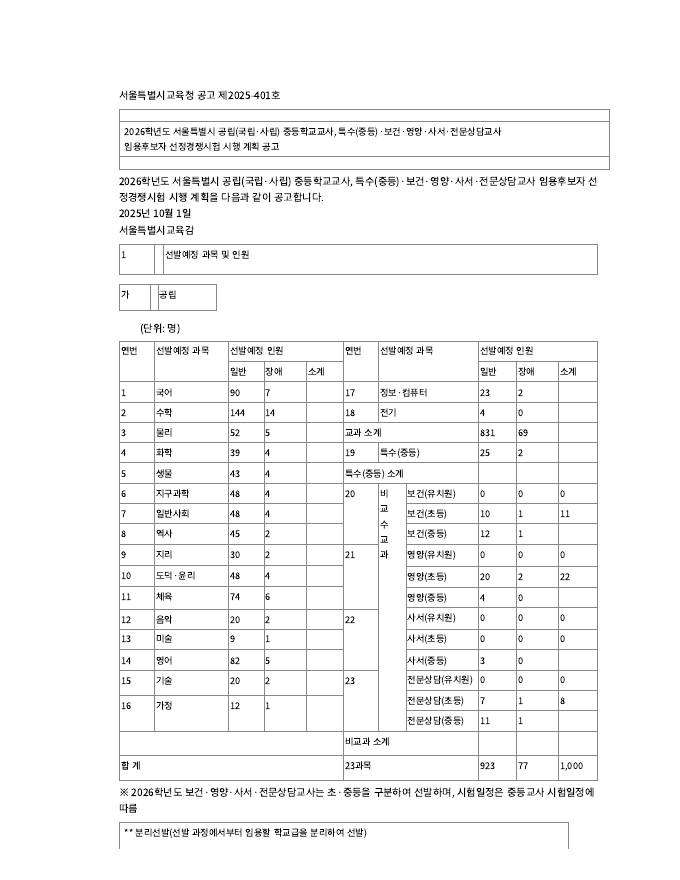 서울특별시교육청 공고 제2025-401호
2026학년도 서울특별시 공립(국립·사립) 중등학교교사, 특수(중등)·보건·영양·사서·전문상담교사
임용후보자 선정경쟁시험 시행 계획 공고
2026학년도 서울특별시 공립(국립·사립) 중등학교교사, 특수(중등)·보건·영양·사서·전문상담교사 임용후보자 선
정경쟁시험 시행 계획을 다음과 같이 공고합니다.
2025년 10월 1일
서울특별시교육감
1 선발예정 과목 및 인원
가 공립
(단위: 명)
연번 선발예정 과목 선발예정 인원 연번 선발예정 과목 선발예정 인원
일반 장애 소계 일반 장애 소계
1 국어 90 7 17 정보·컴퓨터 23 2
2 수학 144 14 18 전기 4 0
3 물리 52 5 교과 소계 831 69
4 화학 39 4 19 특수(중등) 25 2
5 생물 43 4 특수(중등) 소계
6 지구과학 48 4 20 비 보건(유치원) 0 0 0
7 일반사회 48 4 교 보건(초등) 10 1 11
8 역사 45 2 수 교 보건(중등) 12 1
9 지리 30 2 21 과 영양(유치원) 0 0 0
10 도덕·윤리 48 4 영양(초등) 20 2 22
11 체육 74 6 영양(중등) 4 0
12 음악 20 2 22 사서(유치원) 0 0 0
13 미술 9 1 사서(초등) 0 0 0
14 영어 82 5 사서(중등) 3 0
15 기술 20 2 23 전문상담(유치원) 0 0 0
16 가정 12 1 전문상담(초등) 7 1 8
전문상담(중등) 11 1
비교과 소계
합 계 23과목 923 77 1,000
※ 2026학년도 보건·영양·사서·전문상담교사는 초·중등을 구분하여 선발하며, 시험일정은 중등교사 시험일정에
따름
** 분리선발(선발 과정에서부터 임용할 학교급을 분리하여 선발)